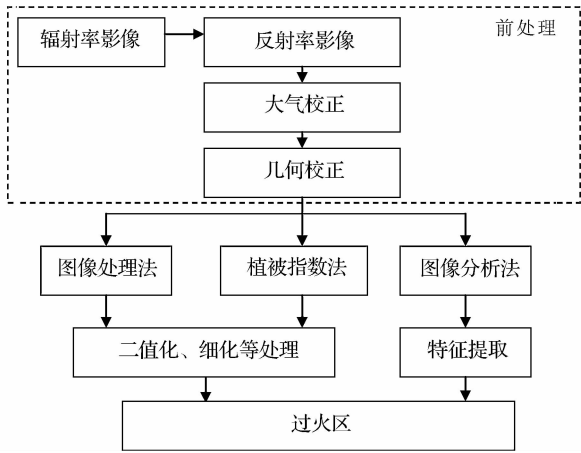 前处理
辐射率影像
反射率影像
大气校正
几何校正
图像处理法
植被指数法
图像分析法
二值化、细化等处理
特征提取
过火区